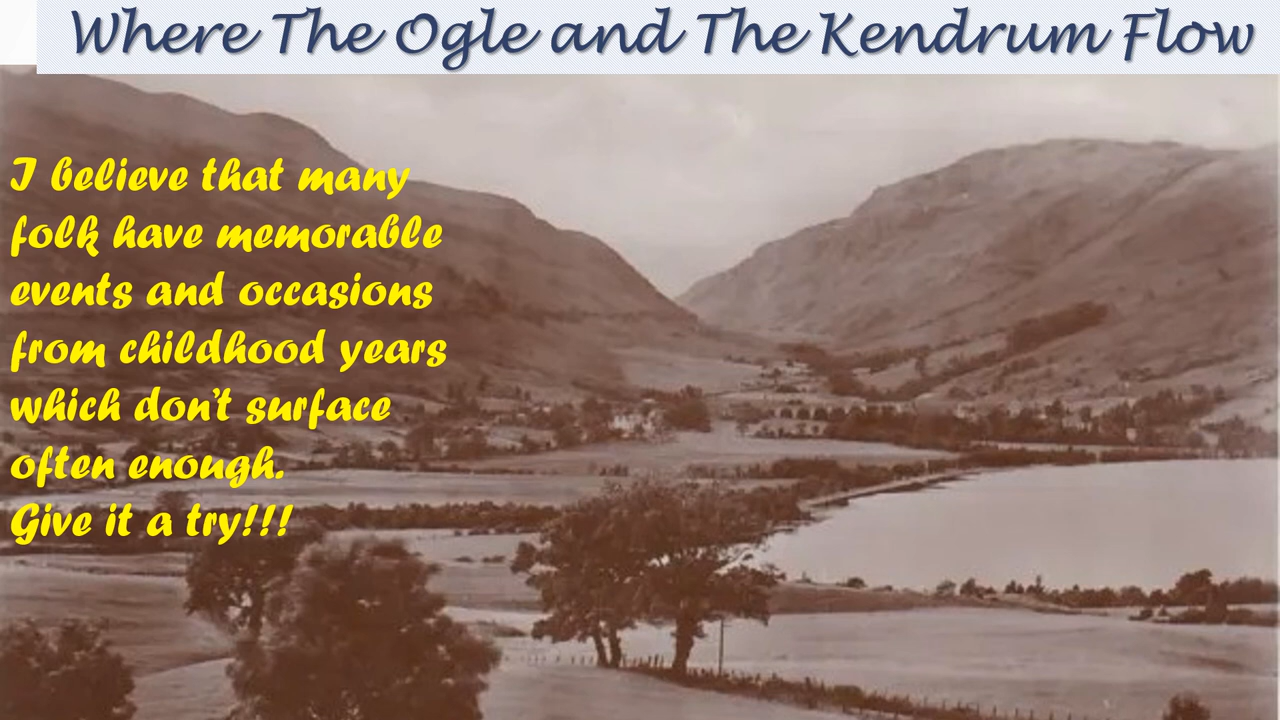 Where The Ogle and The Kendrum Flow
I believe that many
folk have memorable
events and occasions
from childhood years
which don't surface
often enough.
Give it a try!!!